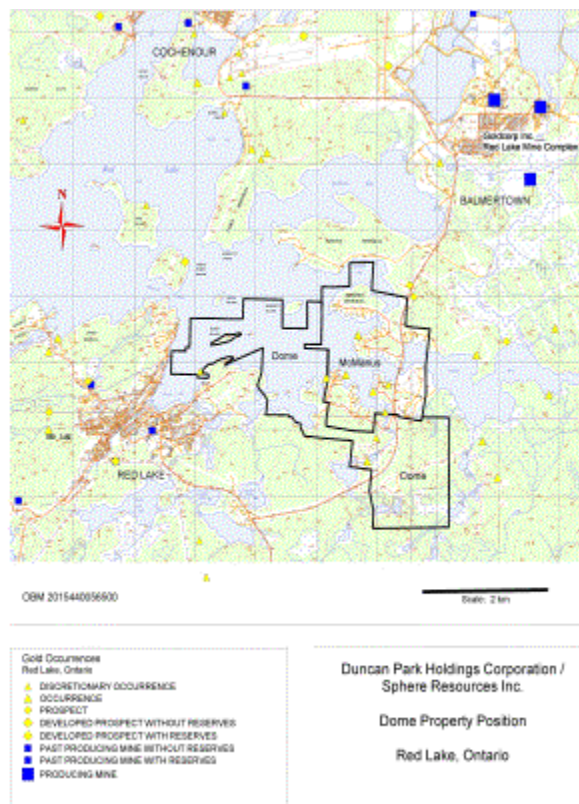 COCHENOUR
Goldcorp Inc.
Red Lake Mine Complex
BALMERTOWN
N
Dome
McManus
RED LAKE
Dome
OBM 2015440056900
Scale: 2 km
Gold Occurrences
Red Lake, Ontario
DISCRETIONARY OCCURRENCE
OCCURRENCE
PROSPECT
DEVELOPED PROSPECT WITHOUT RESERVES
DEVELOPED PROSPECT WITH RESERVES
PAST PRODUCING MINE WITHOUT RESERVES
PAST PRODUCING MINE WITH RESERVES
PRODUCING MINE
Duncan Park Holdings Corporation /
Sphere Resources Inc.
Dome Property Position
Red Lake, Ontario